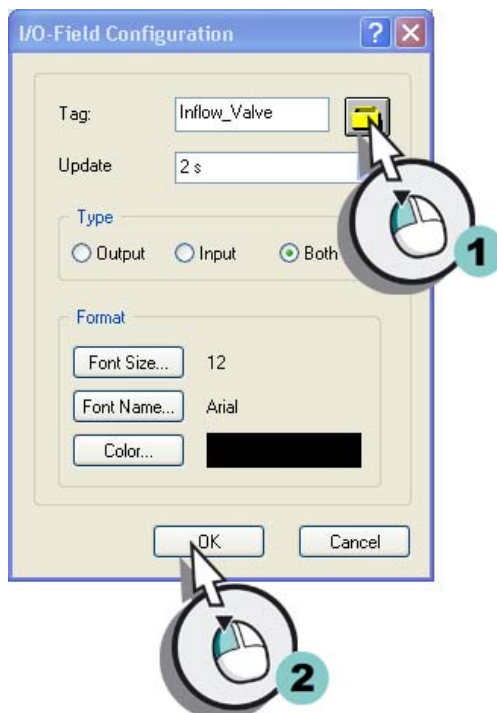 I/O-Field Configuration
Tag: Inflow_Valve
Update 2 s
1
Type
Output Input Both
Format
Font Size... 12
Font Name... Arial
Color...
OK Cancel
2